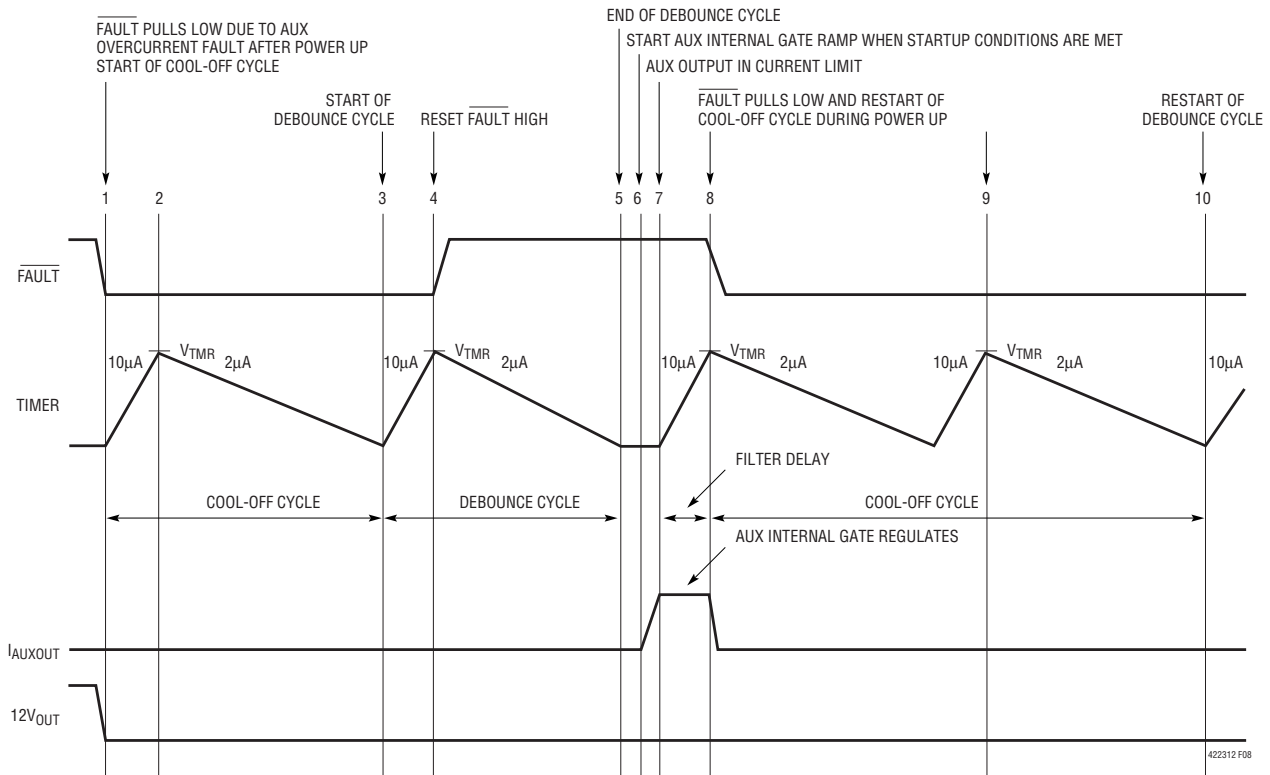 FAULT PULLS LOW DUE TO AUX
OVERCURRENT FAULT AFTER POWER UP
START OF COOL-OFF CYCLE
START OF
DEBOUNCE CYCLE
RESET FAULT HIGH
END OF DEBOUNCE CYCLE
START AUX INTERNAL GATE RAMP WHEN STARTUP CONDITIONS ARE MET
AUX OUTPUT IN CURRENT LIMIT
FAULT PULLS LOW AND RESTART OF
COOL-OFF CYCLE DURING POWER UP
RESTART OF
DEBOUNCE CYCLE
1 2 3 4 5 6 7 8 9 10
FAULT
TIMER
10µA VTMR 2µA 10µA VTMR 2µA 10µA VTMR 2µA 10µA VTMR 2µA 10µA
FILTER DELAY
COOL-OFF CYCLE DEBOUNCE CYCLE COOL-OFF CYCLE
AUX INTERNAL GATE REGULATES
IAUXOUT
12VOUT
422312 F08